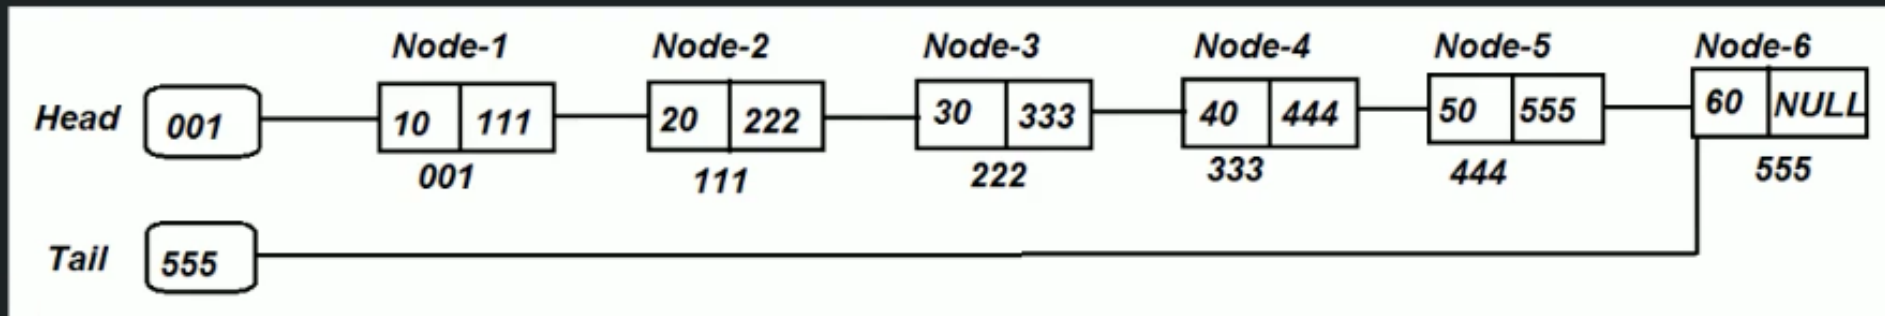 Node-1 Node-2 Node-3 Node-4 Node-5 Node-6
Head 001 10 111 20 222 30 333 40 444 50 555 60 NULL
001 111 222 333 444 555
Tail 555